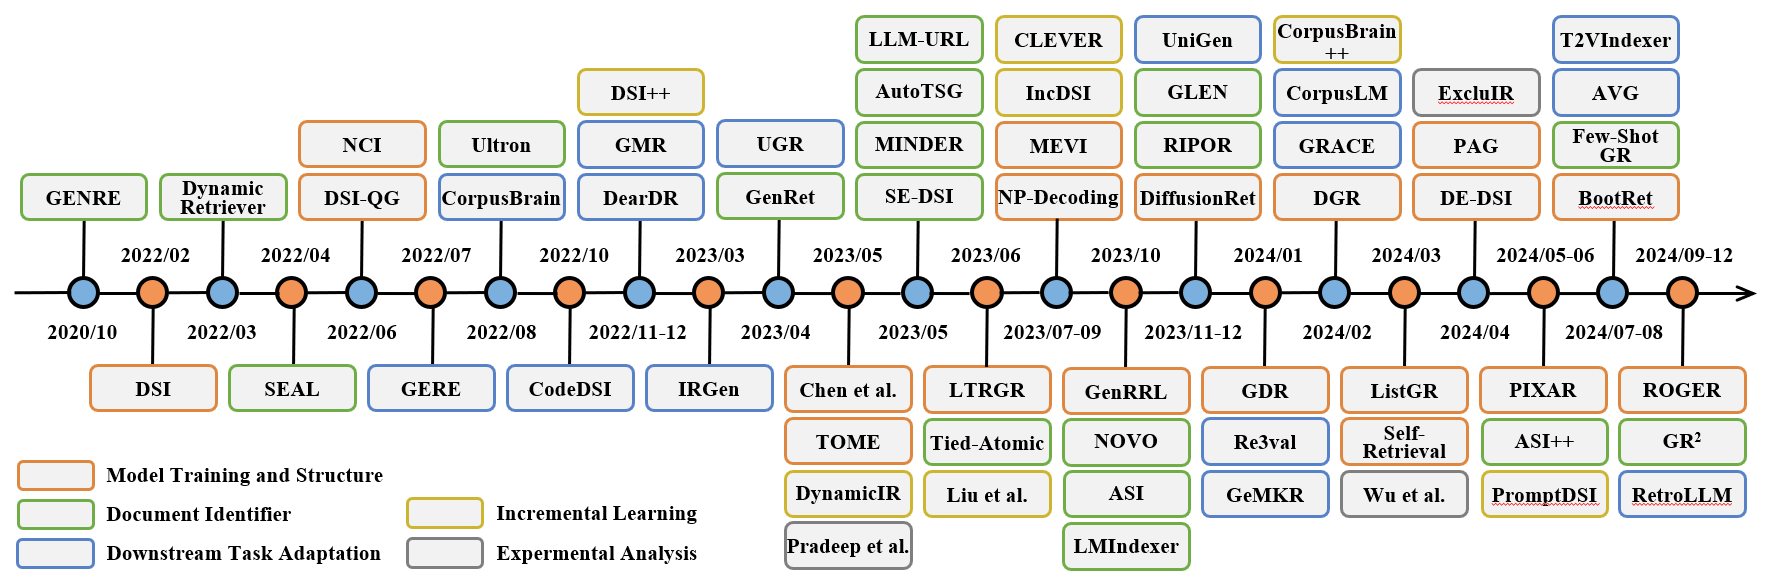 LLM-URL
CLEVER
UniGen
CorpusBrain
++
T2VIndexer
DSI++
AutoTSG
IncDSI
GLEN
CorpusLM
ExcluIR
AVG
NCI
Ultron
GMR
UGR
MINDER
MEVI
RIPOR
GRACE
PAG
Few-Shot
GR
GENRE
Dynamic
Retriever
DSI-QG
CorpusBrain
DearDR
GenRet
SE-DSI
NP-Decoding
DiffusionRet
DGR
DE-DSI
BootRet
2022/02
2022/04
2022/07
2022/10
2023/03
2023/05
2023/06
2023/10
2024/01
2024/03
2024/05-06
2024/09-12
2020/10
2022/03
2022/06
2022/08
2022/11-12
2023/04
2023/05
2023/07-09
2023/11-12
2024/02
2024/04
2024/07-08
DSI
SEAL
GERE
CodeDSI
IRGen
Chen et al.
LTRGR
GenRRL
GDR
ListGR
PIXAR
ROGER
TOME
Tied-Atomic
NOVO
Re3val
Self-
Retrieval
ASI++
GR²
DynamicIR
Liu et al.
ASI
GeMKR
Wu et al.
PromptDSI
RetroLLM
Pradeep et al.
LMIndexer
Model Training and Structure
Document Identifier
Downstream Task Adaptation
Incremental Learning
Expermental Analysis